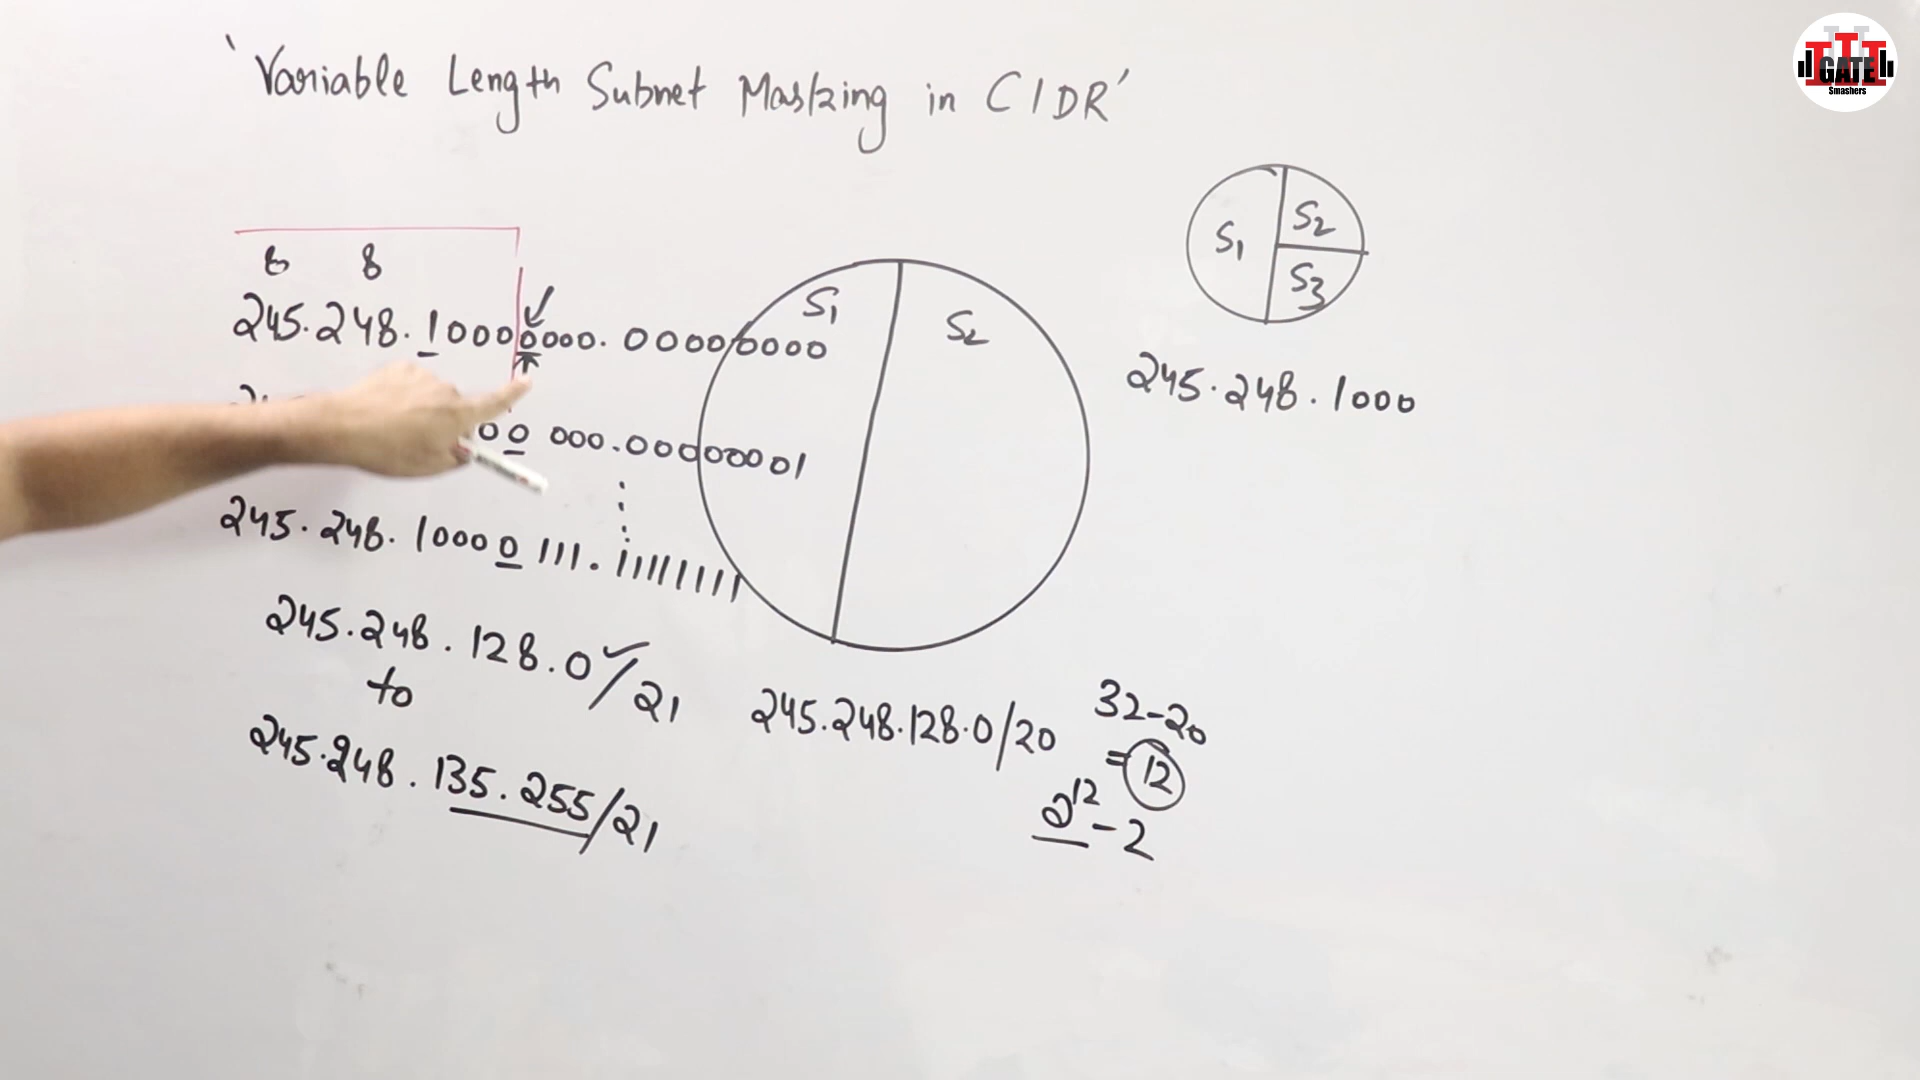 'Variable Length Subnet Masking in CIDR'
8 8
245.248.10000000.00000000
00 000.00000001
245.248.10000111.11111111
245.248.128.0/21
to
245.248.135.255/21
S1
S2
245.248.128.0/20
32-20
=12
2^12-2
S1
S2
S3
245.248.1000
GATE
Smashers